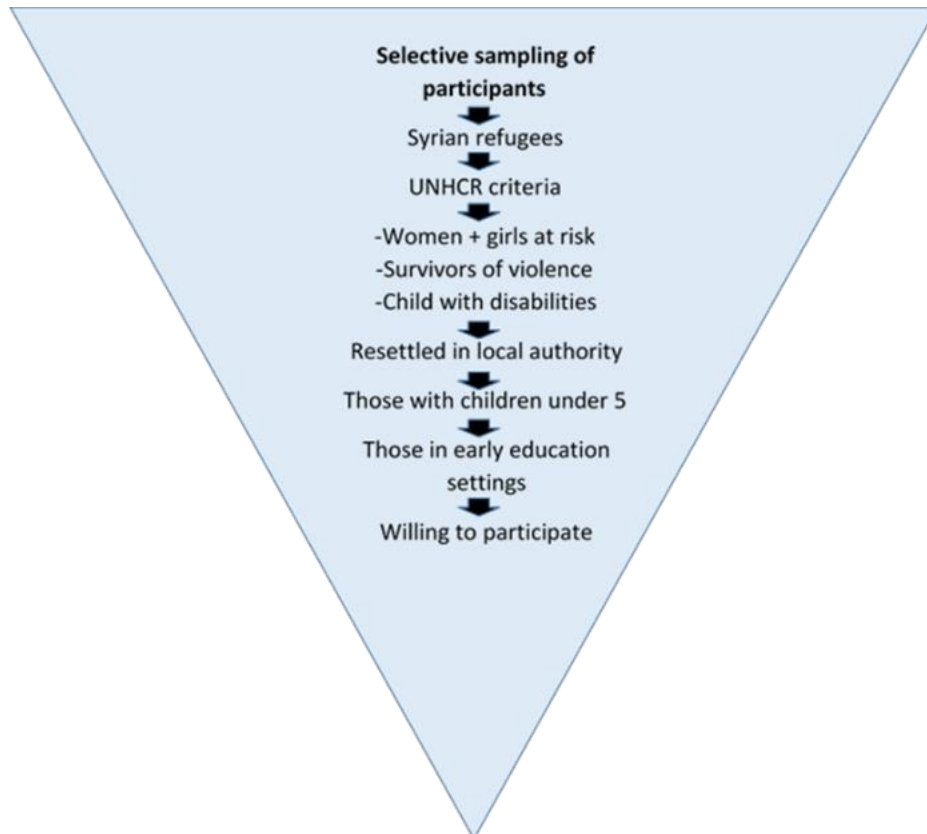 Selective sampling of
participants
Syrian refugees
UNHCR criteria
-Women + girls at risk
-Survivors of violence
-Child with disabilities
Resettled in local authority
Those with children under 5
Those in early education
settings
Willing to participate